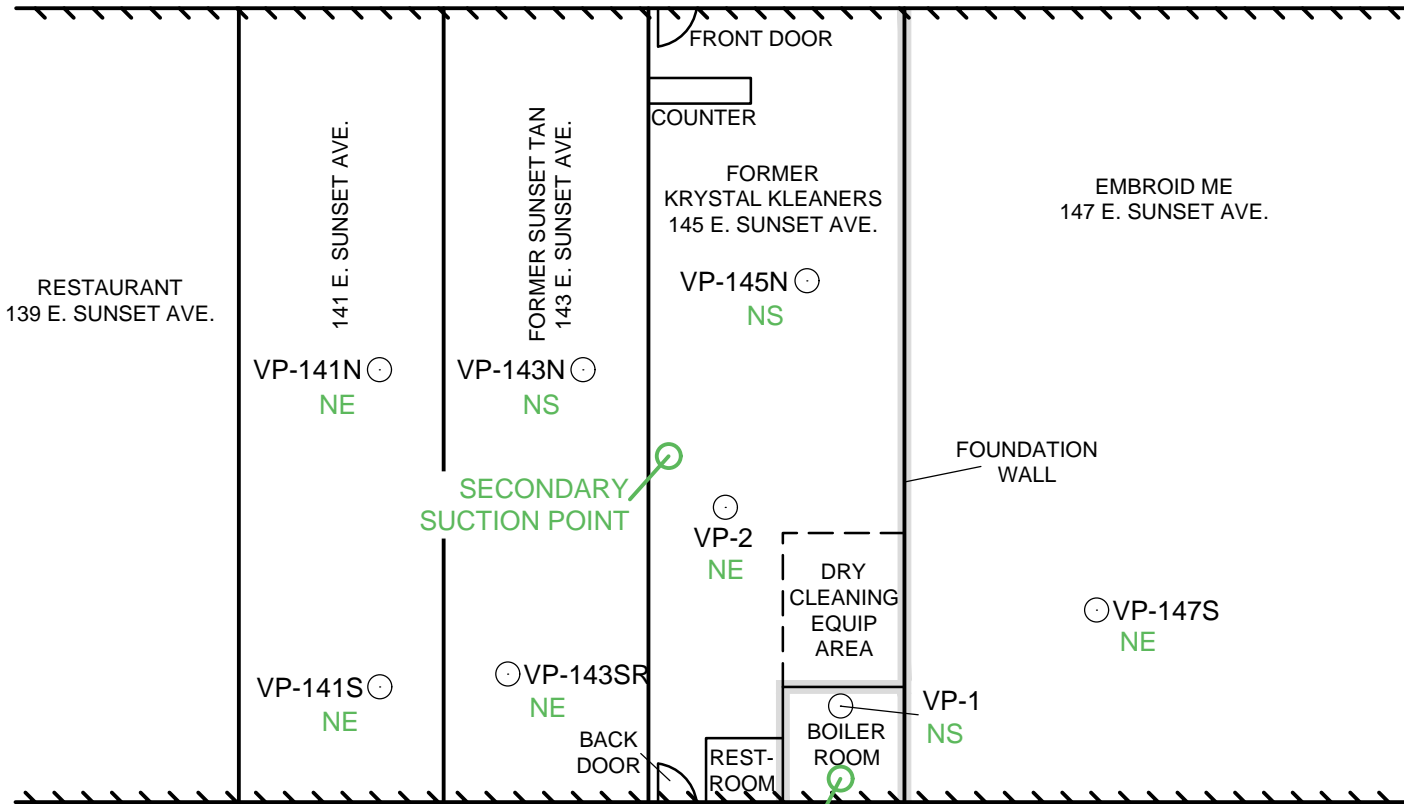 FRONT DOOR
COUNTER
RESTAURANT
139 E. SUNSET AVE.
141 E. SUNSET AVE.
FORMER SUNSET TAN
143 E. SUNSET AVE.
FORMER
KRYSTAL KLEANERS
145 E. SUNSET AVE.
EMBROID ME
147 E. SUNSET AVE.
VP-145N
NS
VP-141N
NE
VP-143N
NS
SECONDARY
SUCTION POINT
FOUNDATION
WALL
VP-2
NE
DRY
CLEANING
EQUIP
AREA
VP-147S
NE
VP-141S
NE
VP-143SR
NE
VP-1
NS
BACK
DOOR
REST-
ROOM
BOILER
ROOM